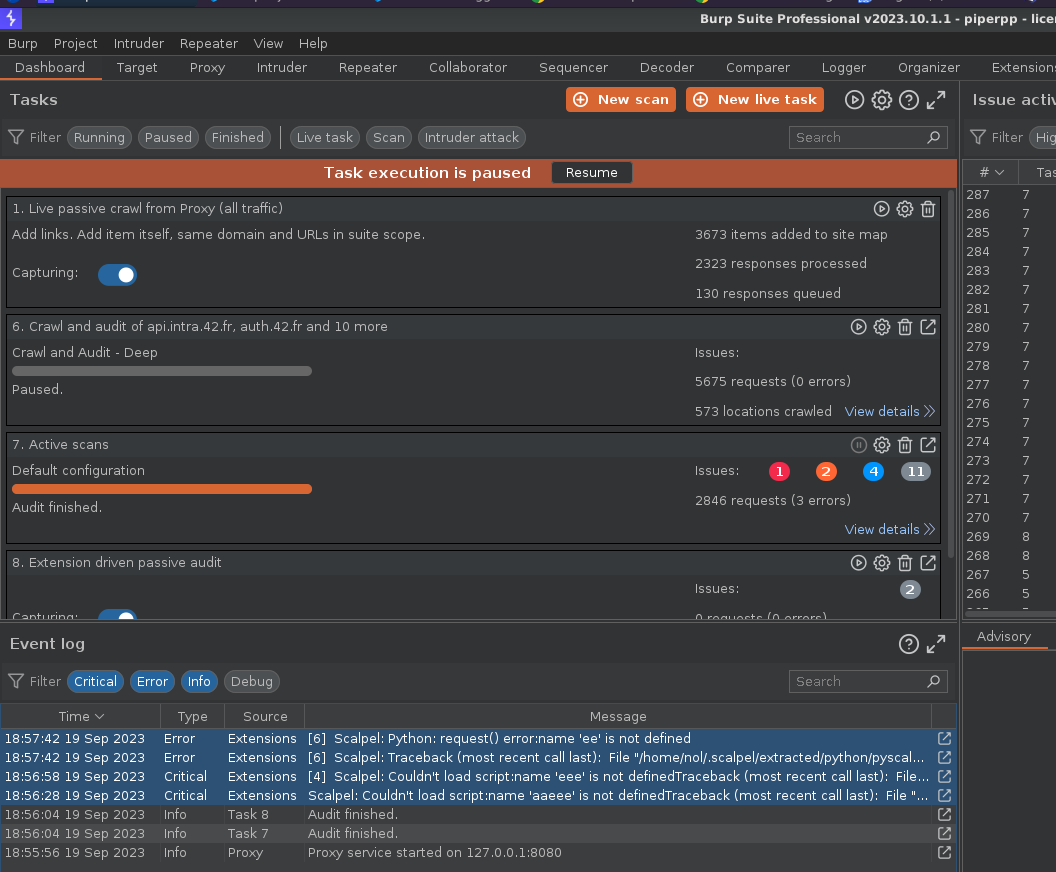 Burp Suite Professional v2023.10.1.1 - piperpp - licen
Burp Project Intruder Repeater View Help
Dashboard Target Proxy Intruder Repeater Collaborator Sequencer Decoder Comparer Logger Organizer Extensions
Tasks New scan New live task
Filter Running Paused Finished Live task Scan Intruder attack Search
Task execution is paused Resume
1. Live passive crawl from Proxy (all traffic)
Add links. Add item itself, same domain and URLs in suite scope.
3673 items added to site map
Capturing:
2323 responses processed
130 responses queued
6. Crawl and audit of api.intra.42.fr, auth.42.fr and 10 more
Crawl and Audit - Deep
Issues:
Paused.
5675 requests (0 errors)
573 locations crawled View details
7. Active scans
Default configuration
Issues: 1 2 4 11
Audit finished.
2846 requests (3 errors)
View details
8. Extension driven passive audit
Issues: 2
Capturing:
0 requests (0 errors)
Issue activ
Filter Hig
# Tas
287 7
286 7
285 7
284 7
283 7
282 7
281 7
280 7
279 7
278 7
277 7
276 7
275 7
274 7
273 7
272 7
271 7
270 7
269 8
268 8
267 5
266 5
Advisory
Event log
Filter Critical Error Info Debug Search
Time Type Source Message
18:57:42 19 Sep 2023 Error Extensions [6] Scalpel: Python: request() error:name 'ee' is not defined
18:57:42 19 Sep 2023 Error Extensions [6] Scalpel: Traceback (most recent call last): File "/home/nol/.scalpel/extracted/python/pyscal...
18:56:58 19 Sep 2023 Critical Extensions [4] Scalpel: Couldn't load script:name 'eee' is not definedTraceback (most recent call last): File...
18:56:28 19 Sep 2023 Critical Extensions Scalpel: Couldn't load script:name 'aaeee' is not definedTraceback (most recent call last): File "...
18:56:04 19 Sep 2023 Info Task 8 Audit finished.
18:56:04 19 Sep 2023 Info Task 7 Audit finished.
18:55:56 19 Sep 2023 Info Proxy Proxy service started on 127.0.0.1:8080